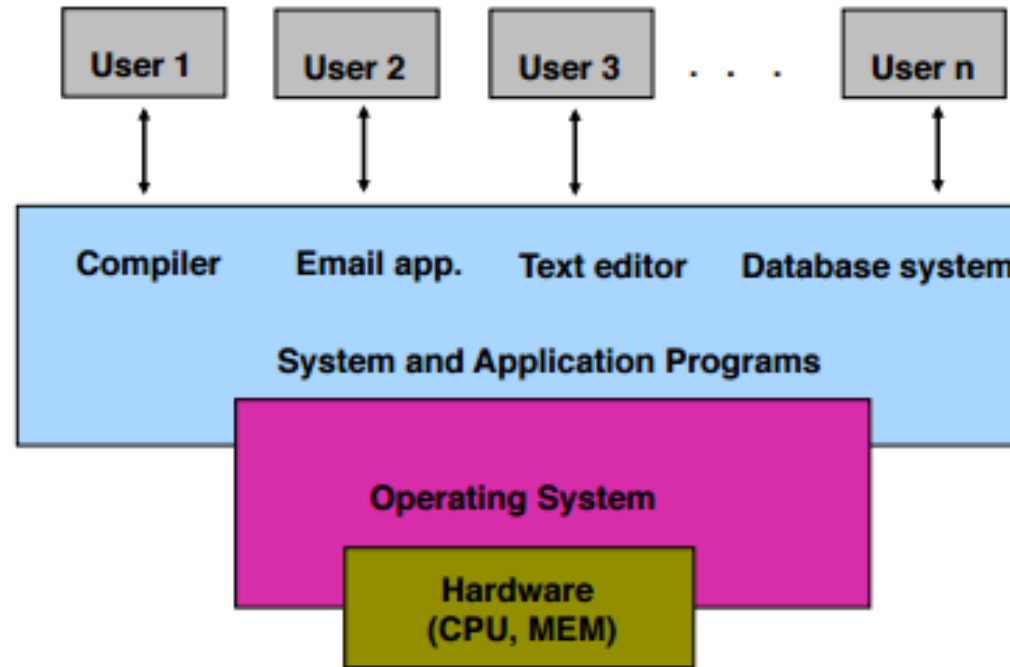 User 1
User 2
User 3
. . .
User n
Compiler
Email app.
Text editor
Database system
System and Application Programs
Operating System
Hardware
(CPU, MEM)